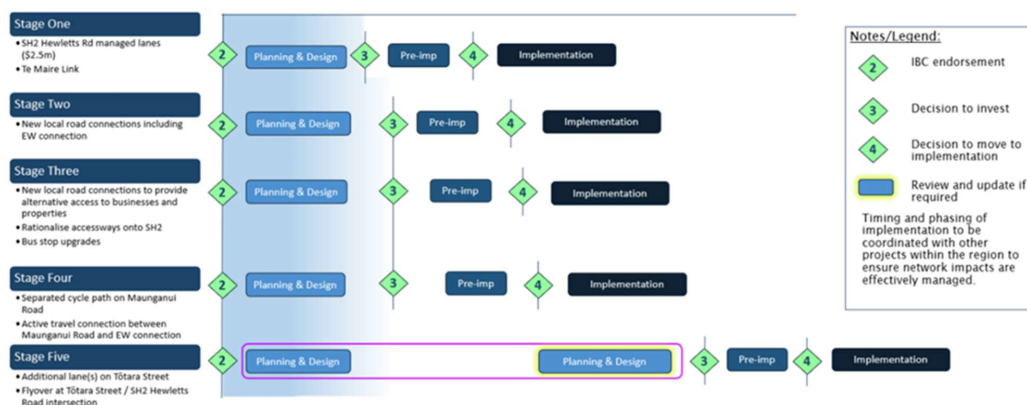 Stage One
• SH2 Hewletts Rd managed lanes
($2.5m)
• Te Maire Link
2
Planning & Design
3
Pre-imp
4
Implementation
Stage Two
• New local road connections including
EW connection
2
Planning & Design
3
Pre-imp
4
Implementation
Stage Three
• New local road connections to provide
alternative access to businesses and
properties
• Rationalise accessways onto SH2
• Bus stop upgrades
2
Planning & Design
3
Pre-imp
4
Implementation
Stage Four
• Separated cycle path on Maunganui
Road
• Active travel connection between
Maunganui Road and EW connection
2
Planning & Design
3
Pre-imp
4
Implementation
Stage Five
• Additional lane(s) on Tōtara Street
• Flyover at Tōtara Street / SH2 Hewletts
Road intersection
2
Planning & Design
Planning & Design
3
Pre-imp
4
Implementation
Notes/Legend:
2
IBC endorsement
3
Decision to invest
4
Decision to move to
implementation
Review and update if
required
Timing and phasing of
implementation to be
coordinated with other
projects within the region to
ensure network impacts are
effectively managed.